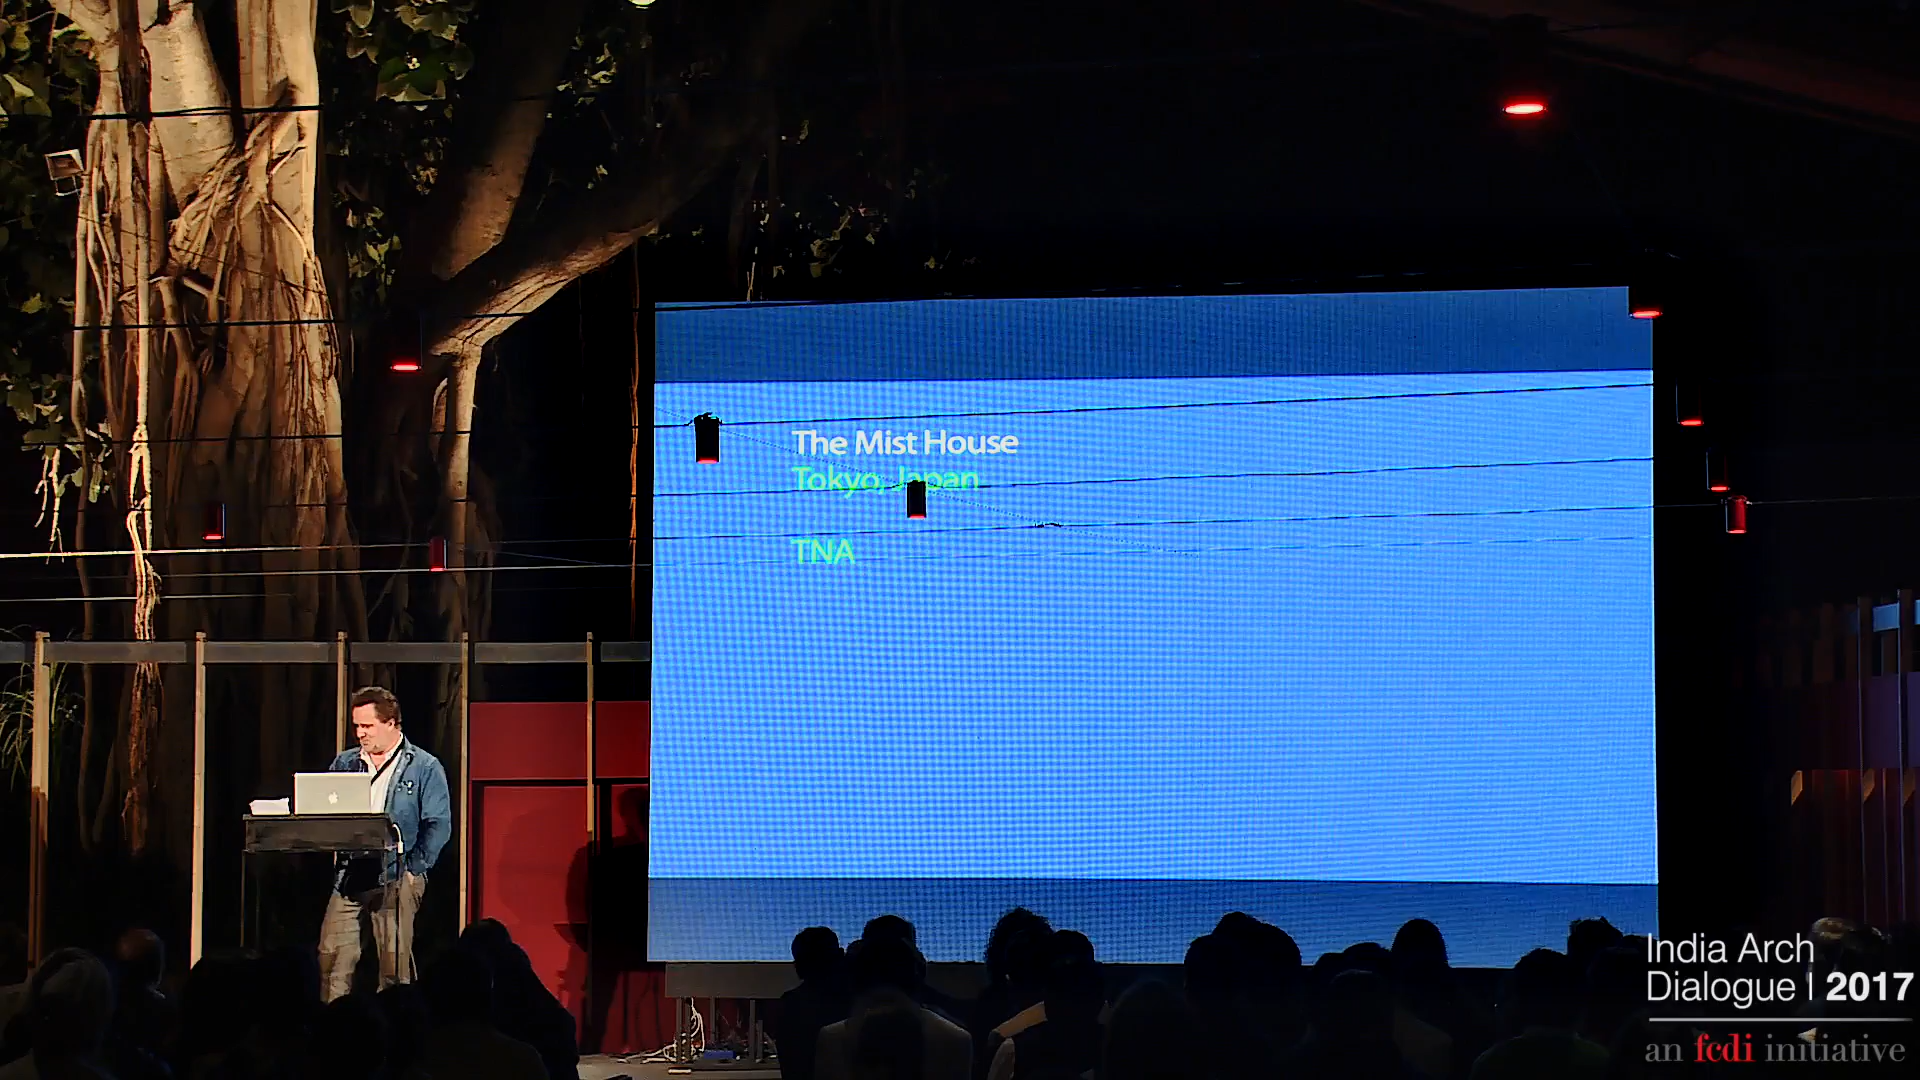 The Mist House
Tokyo, Japan
TNA
India Arch
Dialogue | 2017
an fcdi initiative